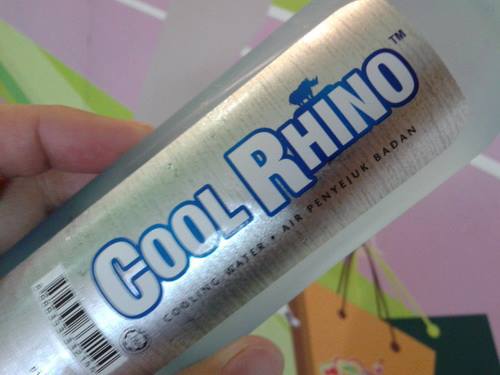 COOL RHINO™
COOLING WATER • AIR PENYEJUK BADAN